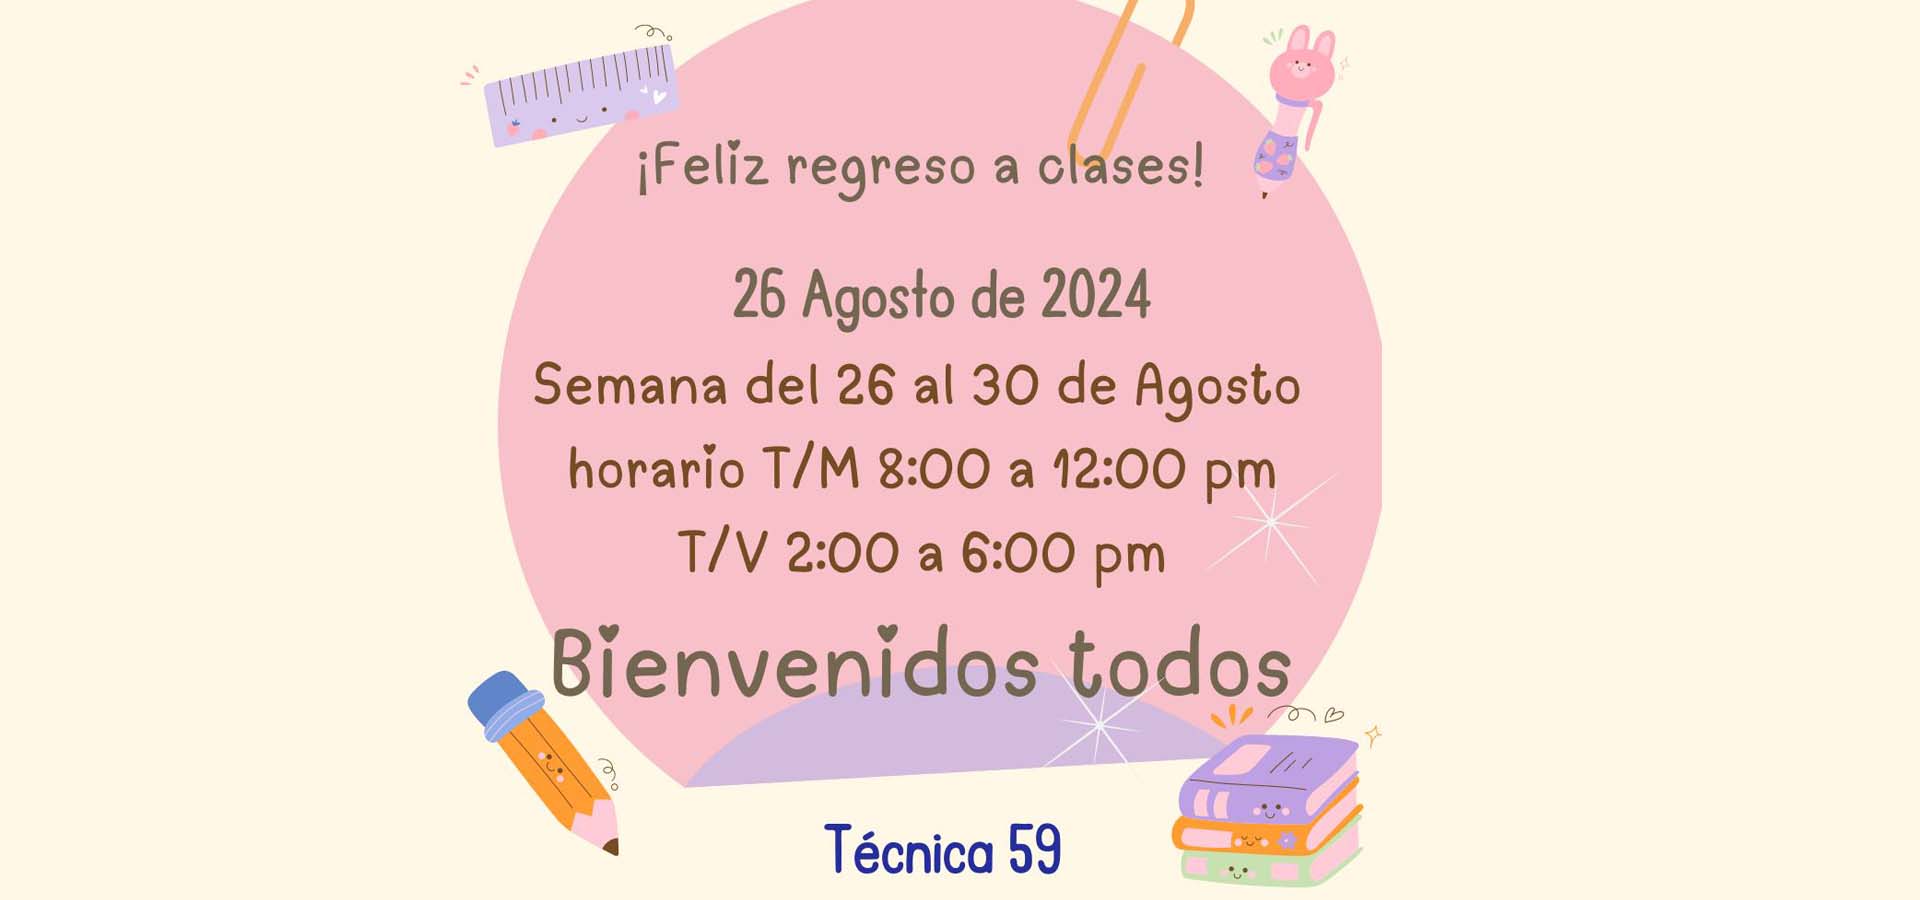 ¡Feliz regreso a clases!
26 Agosto de 2024
Semana del 26 al 30 de Agosto
horario T/M 8:00 a 12:00 pm
T/V 2:00 a 6:00 pm
Bienvenidos todos
Técnica 59